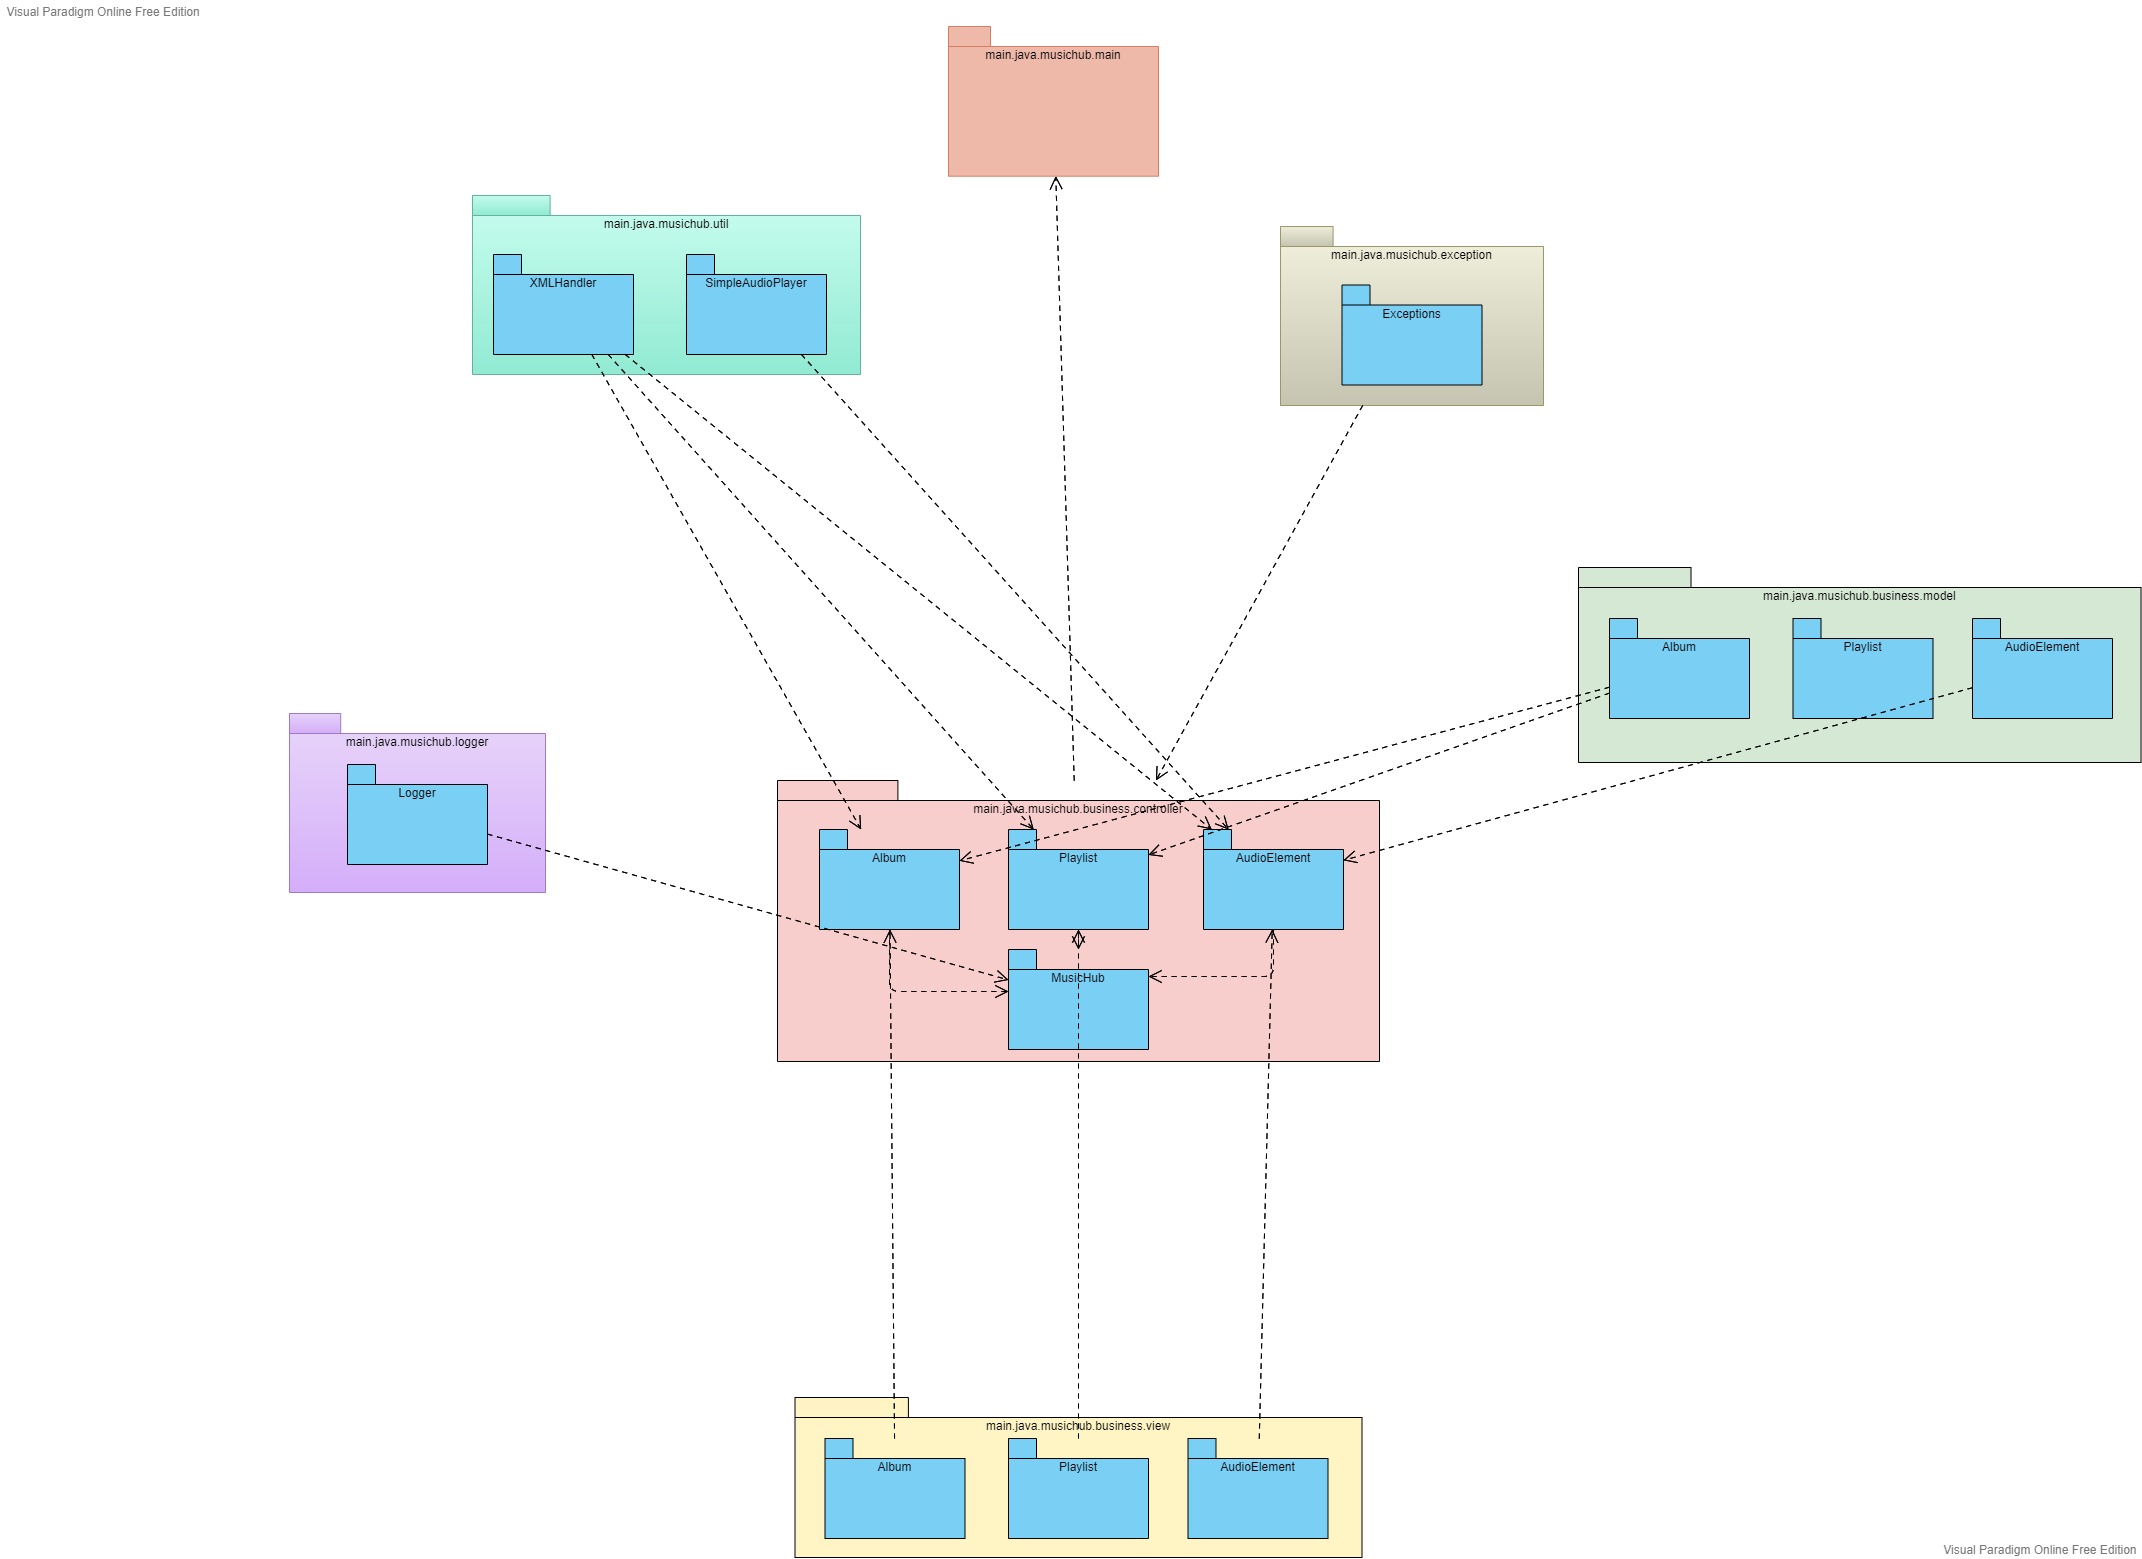 Visual Paradigm Online Free Edition
main.java.musichub.main
main.java.musichub.util
XMLHandler
SimpleAudioPlayer
main.java.musichub.exception
Exceptions
main.java.musichub.business.model
Album
Playlist
AudioElement
main.java.musichub.logger
Logger
main.java.musichub.business.controller
Album
Playlist
AudioElement
MusicHub
main.java.musichub.business.view
Album
Playlist
AudioElement
Visual Paradigm Online Free Edition